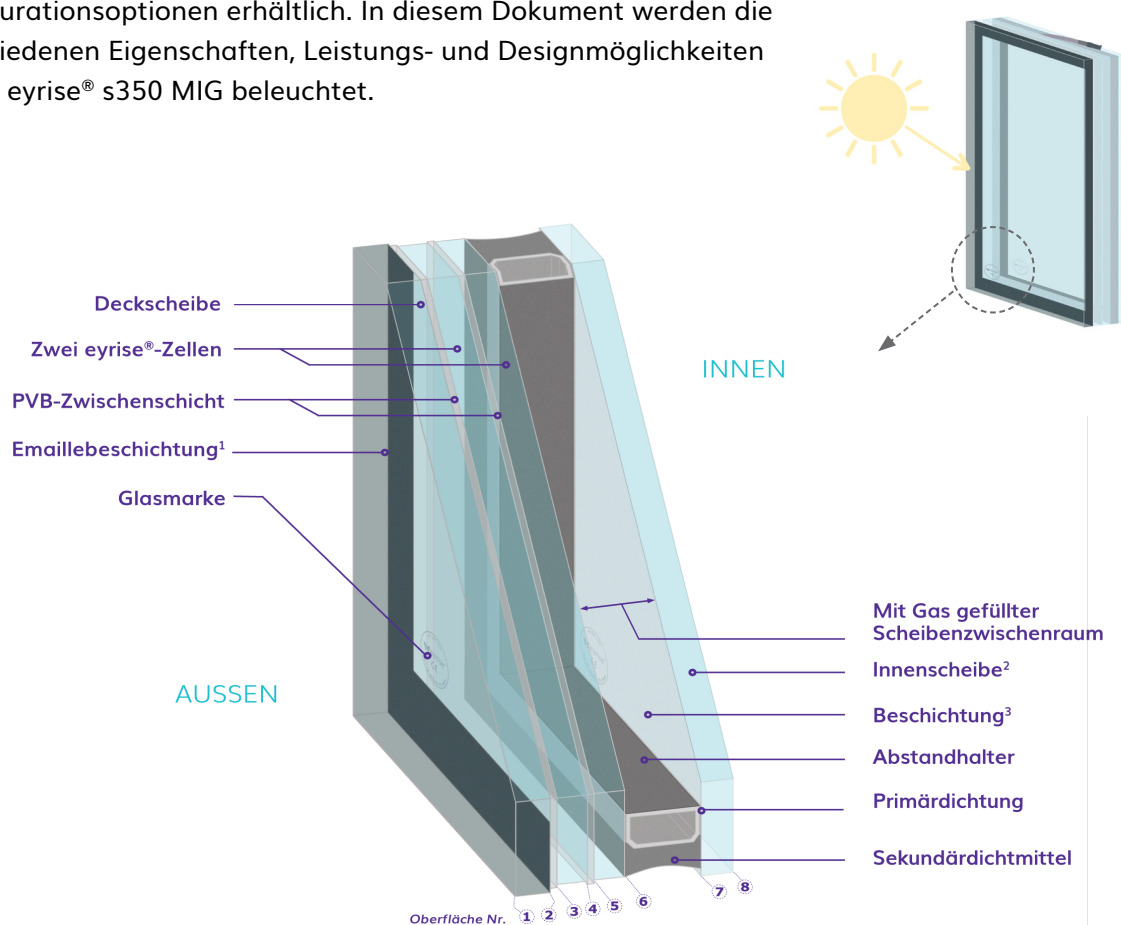 urationsoptionen erhältlich. In diesem Dokument werden die
iedenen Eigenschaften, Leistungs- und Designmöglichkeiten
eyrise® s350 MIG beleuchtet.
Deckscheibe
Zwei eyrise®-Zellen
PVB-Zwischenschicht
Emaillebeschichtung¹
Glasmarke
INNEN
AUSSEN
Mit Gas gefüllter
Scheibenzwischenraum
Innenscheibe²
Beschichtung³
Abstandhalter
Primärdichtung
Sekundärdichtmittel
Oberfläche Nr. 1 2 3 4 5 6 7 8